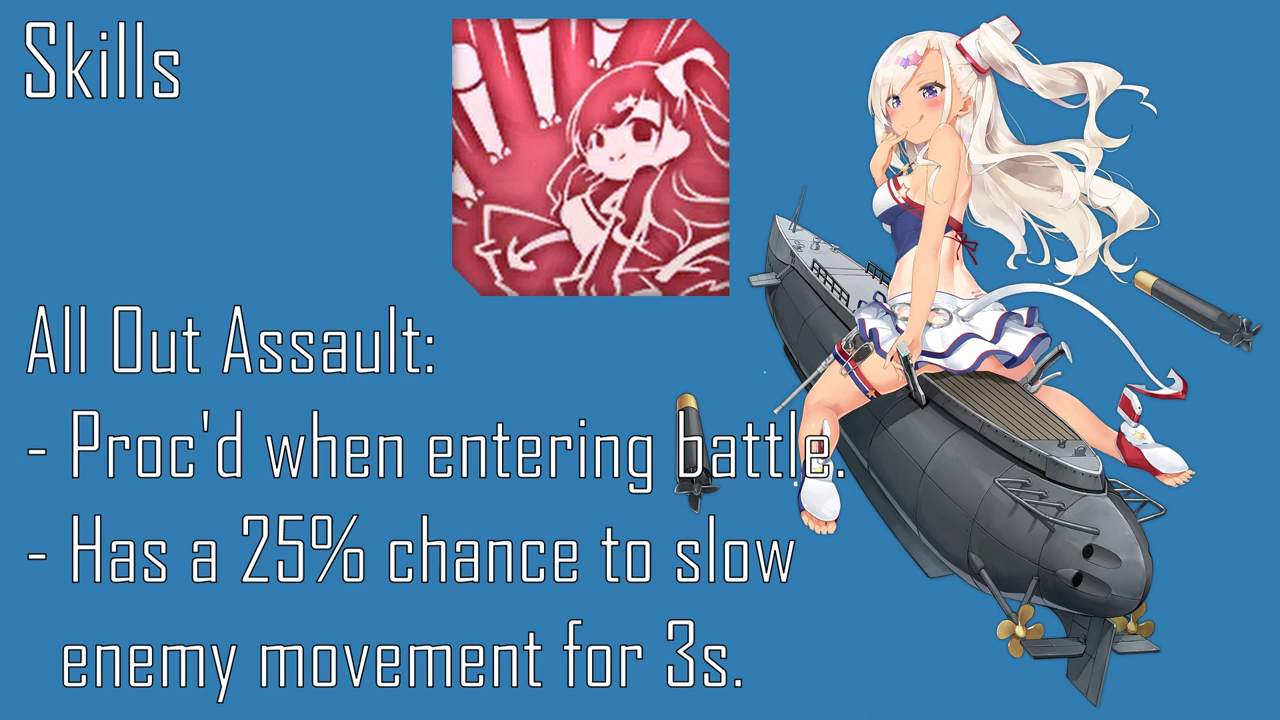 Skills
All Out Assault:
- Proc'd when entering battle.
- Has a 25% chance to slow
enemy movement for 3s.